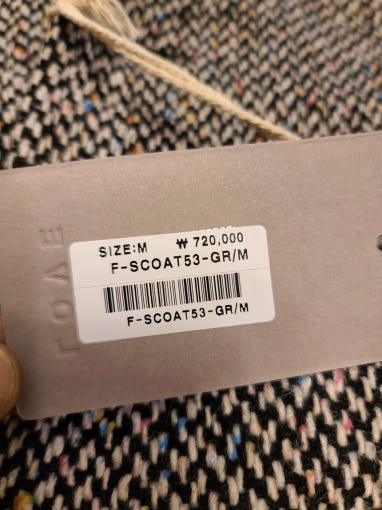 SIZE:M ₩ 720,000
F-SCOAT53-GR/M
F-SCOAT53-GR/M